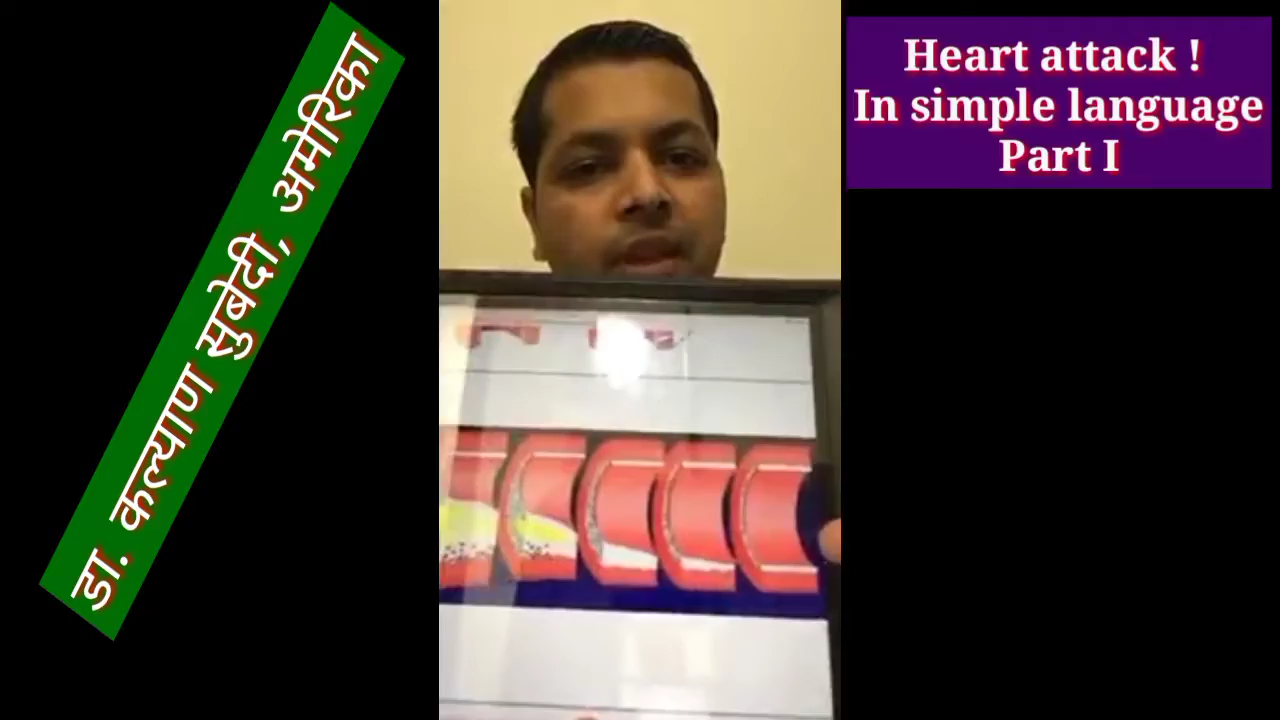 डा. कल्याण सुबेदी, अमेरिका
Heart attack !
In simple language
Part I